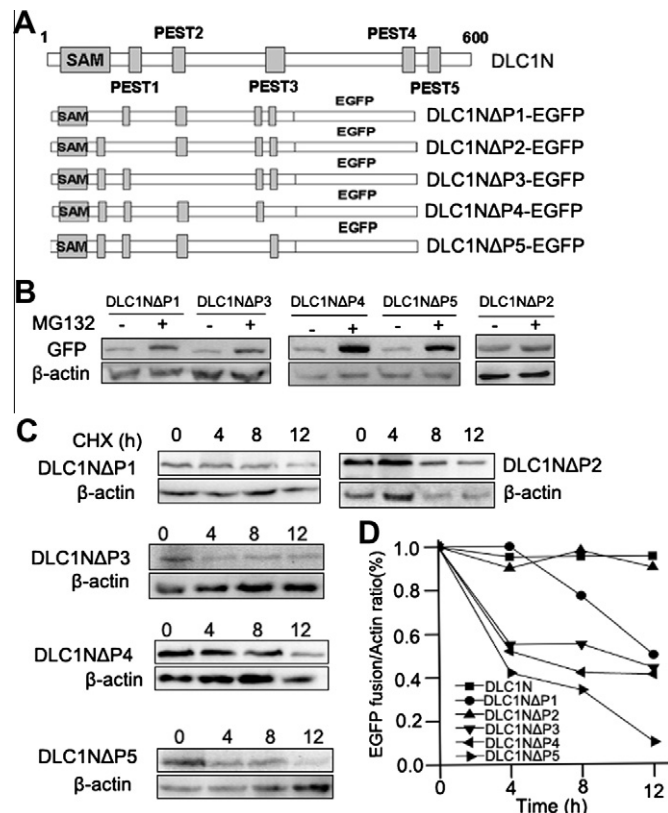 A
1 PEST2 PEST4 600
SAM DLC1N
PEST1 PEST3 PEST5
EGFP
SAM DLC1NΔP1-EGFP
EGFP
SAM DLC1NΔP2-EGFP
EGFP
SAM DLC1NΔP3-EGFP
EGFP
SAM DLC1NΔP4-EGFP
EGFP
SAM DLC1NΔP5-EGFP
B
DLC1NΔP1 DLC1NΔP3 DLC1NΔP4 DLC1NΔP5 DLC1NΔP2
MG132 - + - + - + - + - +
GFP
β-actin
C
CHX (h) 0 4 8 12 0 4 8 12
DLC1NΔP1 DLC1NΔP2
β-actin β-actin
0 4 8 12
DLC1NΔP3
β-actin
0 4 8 12
DLC1NΔP4
β-actin
0 4 8 12
DLC1NΔP5
β-actin
D
EGFP fusion/Actin ratio(%)
1.0
0.8
0.6
0.4
0.2
0.0
DLC1N
DLC1NΔP1
DLC1NΔP2
DLC1NΔP3
DLC1NΔP4
DLC1NΔP5
0 4 8 12
Time (h)